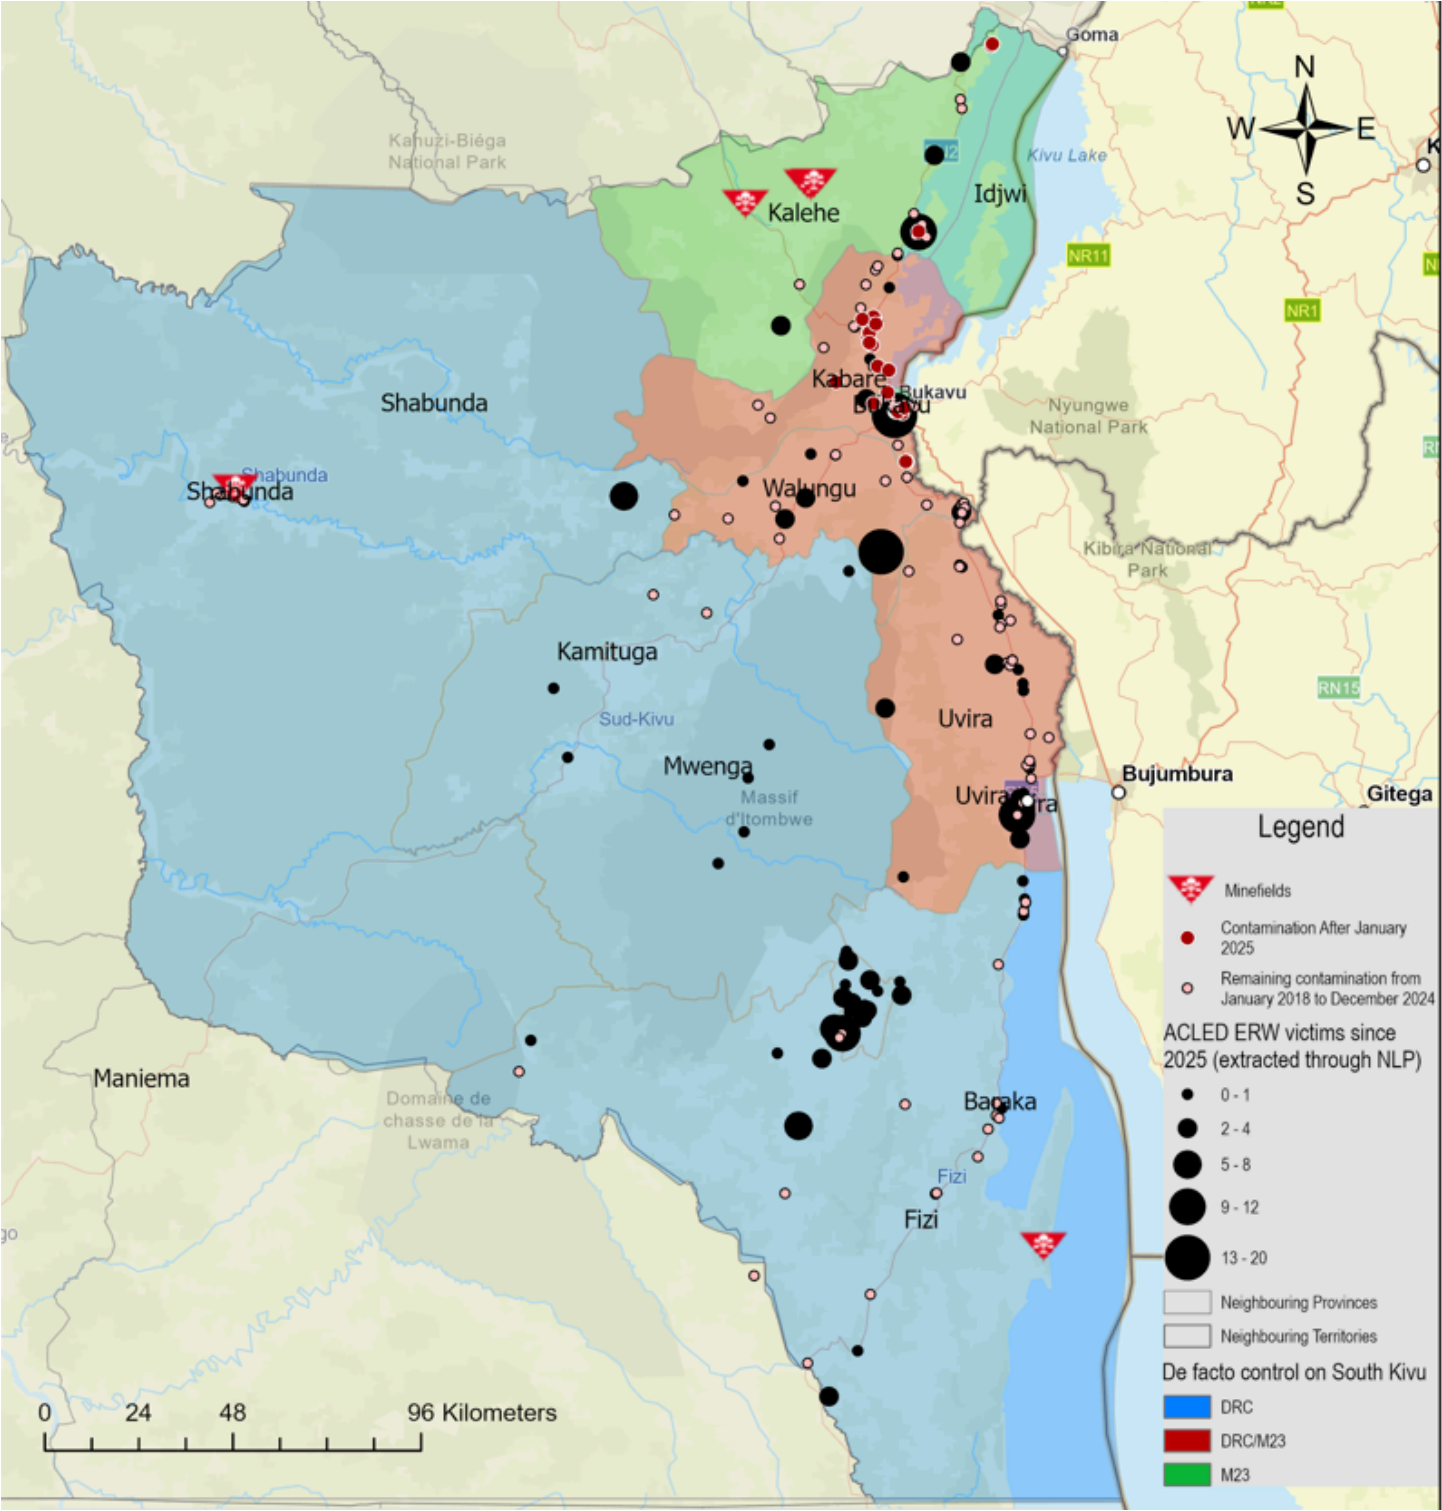 Goma
N
W
E
S
Kahuzi-Biéga
National Park
Kivu Lake
Idjwi
Kalehe
NR11
NR1
Shabunda
Kabare
Bukavu
Bukavu
Nyungwe
National Park
Shabunda
Shabunda
Walungu
Kibira National
Park
Kamituga
RN15
Sud-Kivu
Uvira
Mwenga
Massif
d'Itombwe
Uvira
Bujumbura
Gitega
Maniema
Domaine de
chasse de la
Lwama
Baraka
Fizi
Fizi
0
24
48
96 Kilometers
Legend
Minefields
Contamination After January
2025
Remaining contamination from
January 2018 to December 2024
ACLED ERW victims since
2025 (extracted through NLP)
0 - 1
2 - 4
5 - 8
9 - 12
13 - 20
Neighbouring Provinces
Neighbouring Territories
De facto control on South Kivu
DRC
DRC/M23
M23